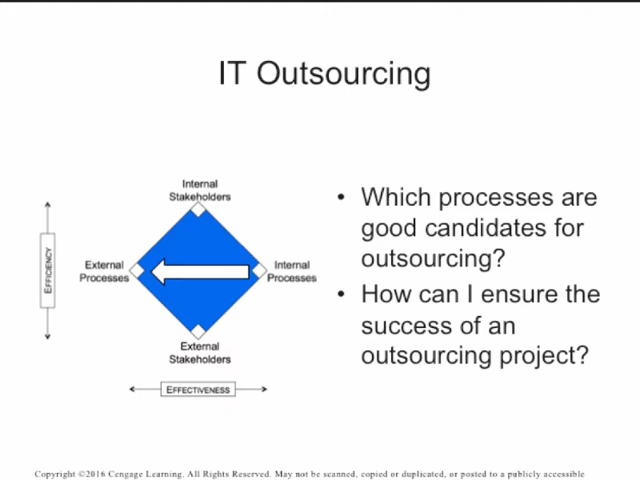 IT Outsourcing
Internal
Stakeholders
External
Processes
Internal
Processes
External
Stakeholders
EFFICIENCY
EFFECTIVENESS
• Which processes are
good candidates for
outsourcing?
• How can I ensure the
success of an
outsourcing project?
Copyright ©2016 Cengage Learning. All Rights Reserved. May not be scanned, copied or duplicated, or posted to a publicly accessible